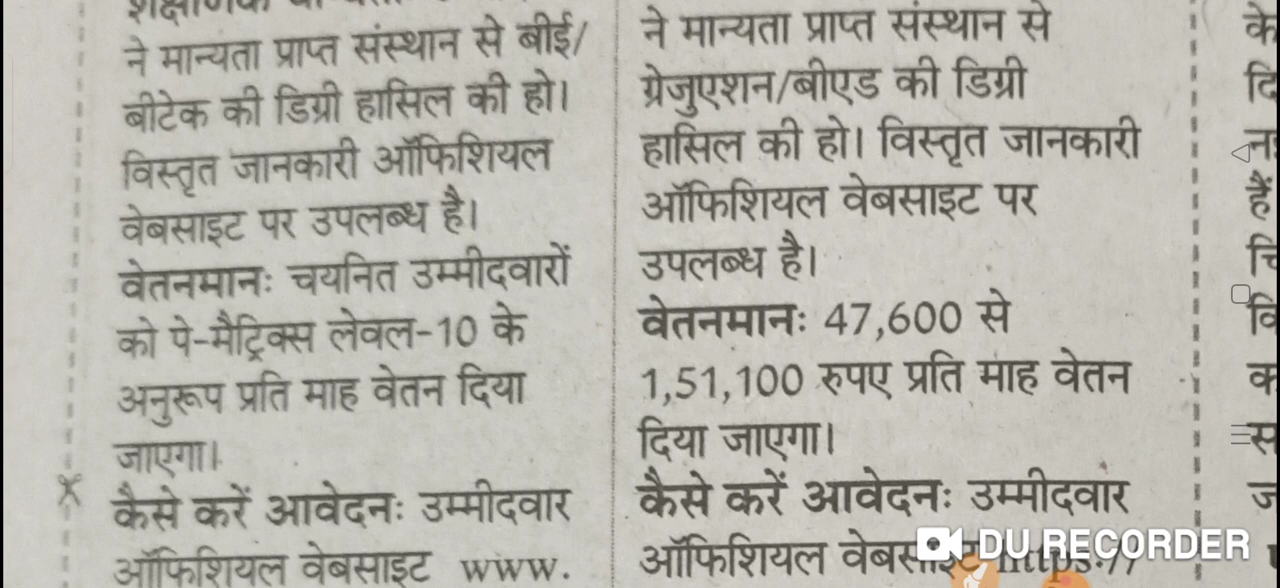 ने मान्यता प्राप्त संस्थान से बीई/
बीटेक की डिग्री हासिल की हो।
विस्तृत जानकारी ऑफिशियल
वेबसाइट पर उपलब्ध है।
वेतनमानः चयनित उम्मीदवारों
को पे-मैट्रिक्स लेवल-10 के
अनुरूप प्रति माह वेतन दिया
जाएगा।
कैसे करें आवेदनः उम्मीदवार
ऑफिशियल वेबसाइट www.
ने मान्यता प्राप्त संस्थान से
ग्रेजुएशन/बीएड की डिग्री
हासिल की हो। विस्तृत जानकारी
ऑफिशियल वेबसाइट पर
उपलब्ध है।
वेतनमानः 47,600 से
1,51,100 रुपए प्रति माह वेतन
दिया जाएगा।
कैसे करें आवेदनः उम्मीदवार
ऑफिशियल
DU RECORDER